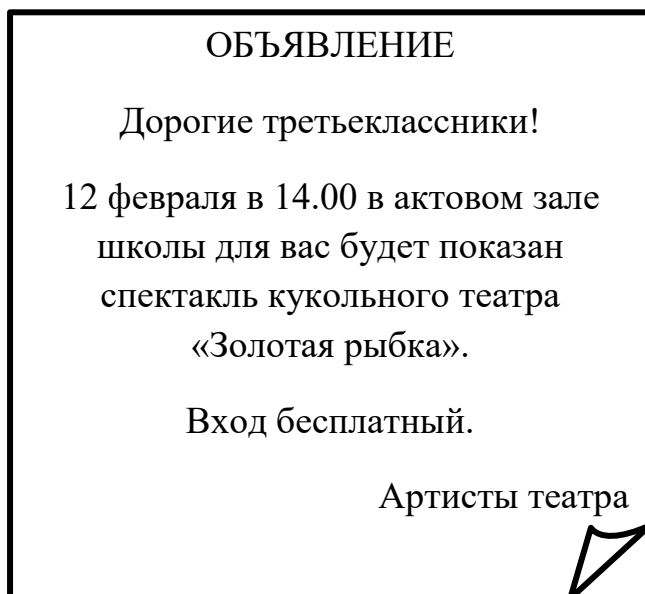 ОБЪЯВЛЕНИЕ
Дорогие третьеклассники!
12 февраля в 14.00 в актовом зале
школы для вас будет показан
спектакль кукольного театра
«Золотая рыбка».
Вход бесплатный.
Артисты театра